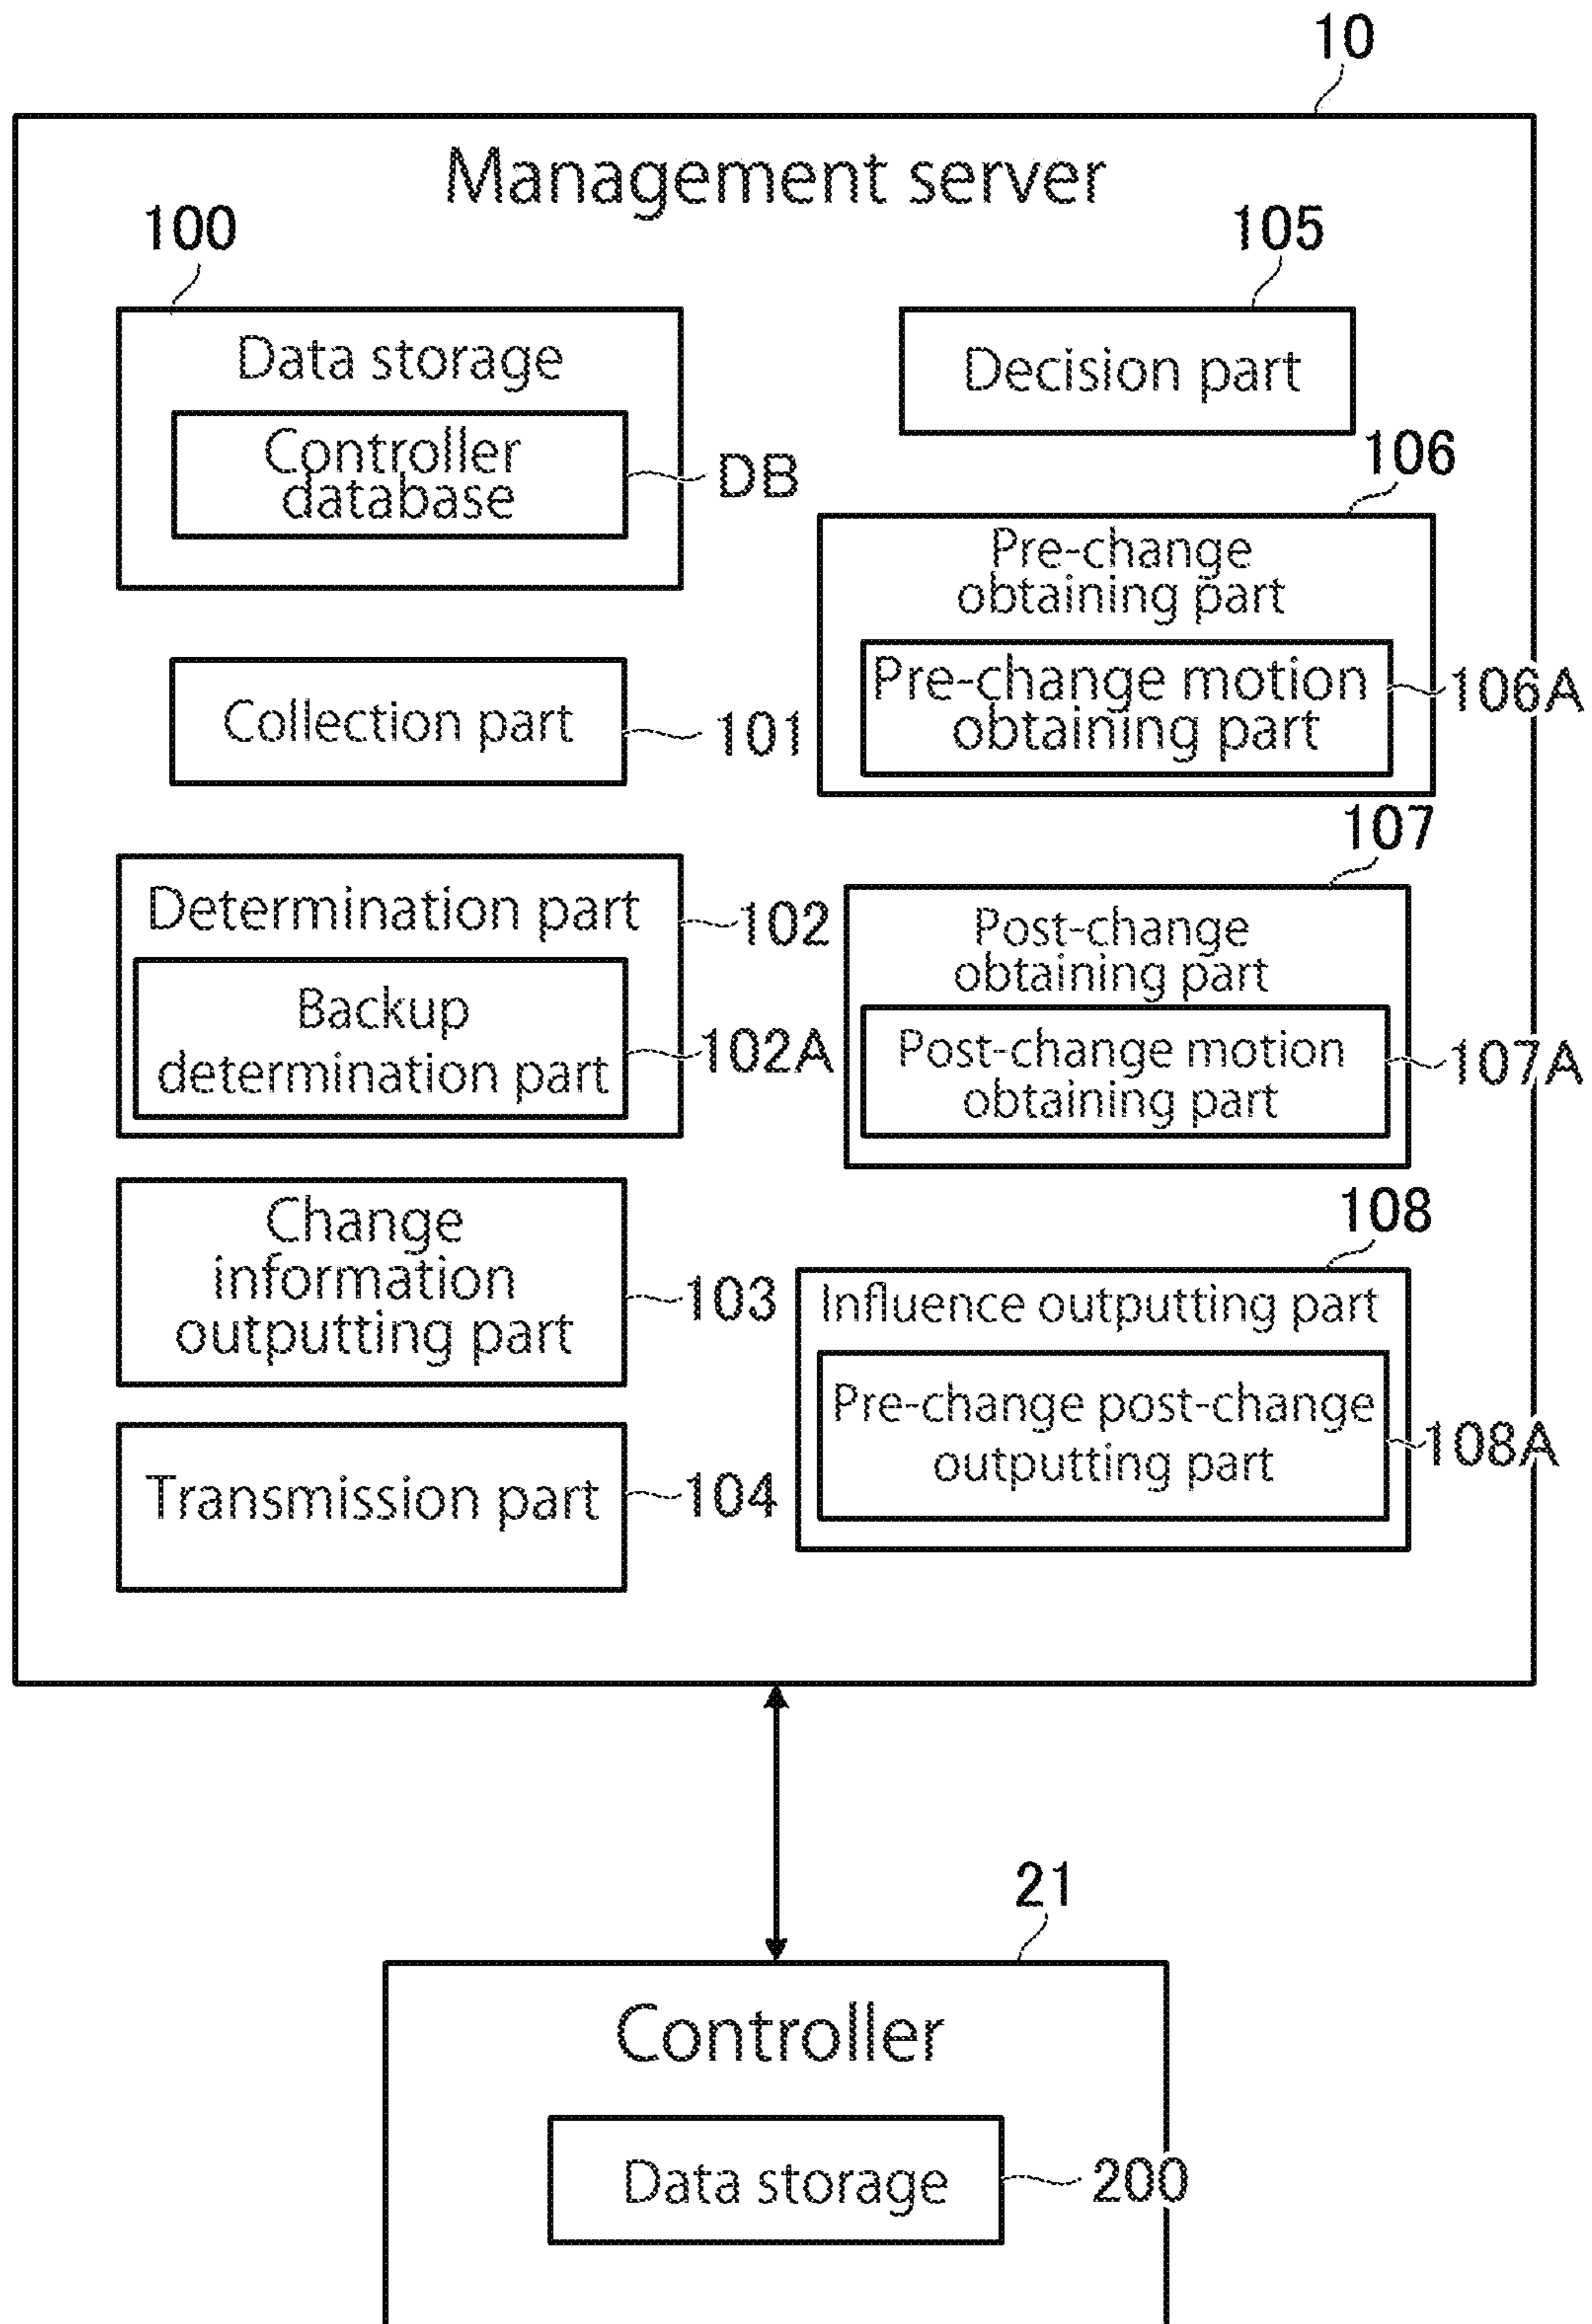 10
Management server
100
Data storage
Controller
database
DB
Collection part
101
Determination part
102
Backup
determination part
102A
Change
information
outputting part
103
Transmission part
104
105
Decision part
106
Pre-change
obtaining part
Pre-change motion
obtaining part
106A
107
Post-change
obtaining part
Post-change motion
obtaining part
107A
108
Influence outputting part
Pre-change post-change
outputting part
108A
21
Controller
Data storage
200